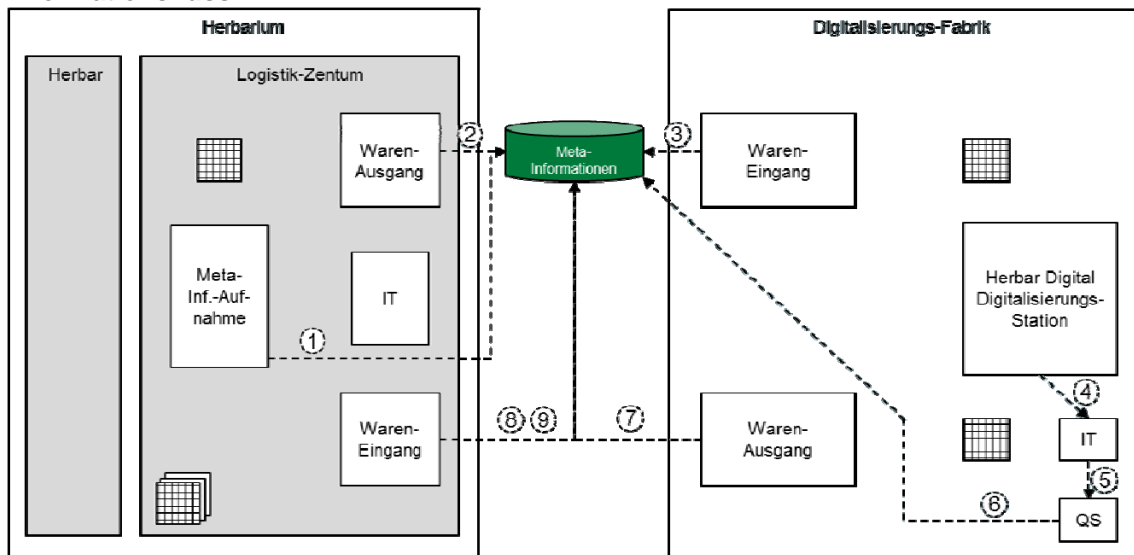 Herbarium
Digitalisierungs-Fabrik
Herbar
Logistik-Zentum
Waren-
Ausgang
2
Meta-
Informationen
3
Waren-
Eingang
Meta-
Inf.-Auf-
nahme
IT
Herbar Digital
Digitalisierungs-
Station
1
4
Waren-
Eingang
8 9
7
Waren-
Ausgang
IT
5
6
QS